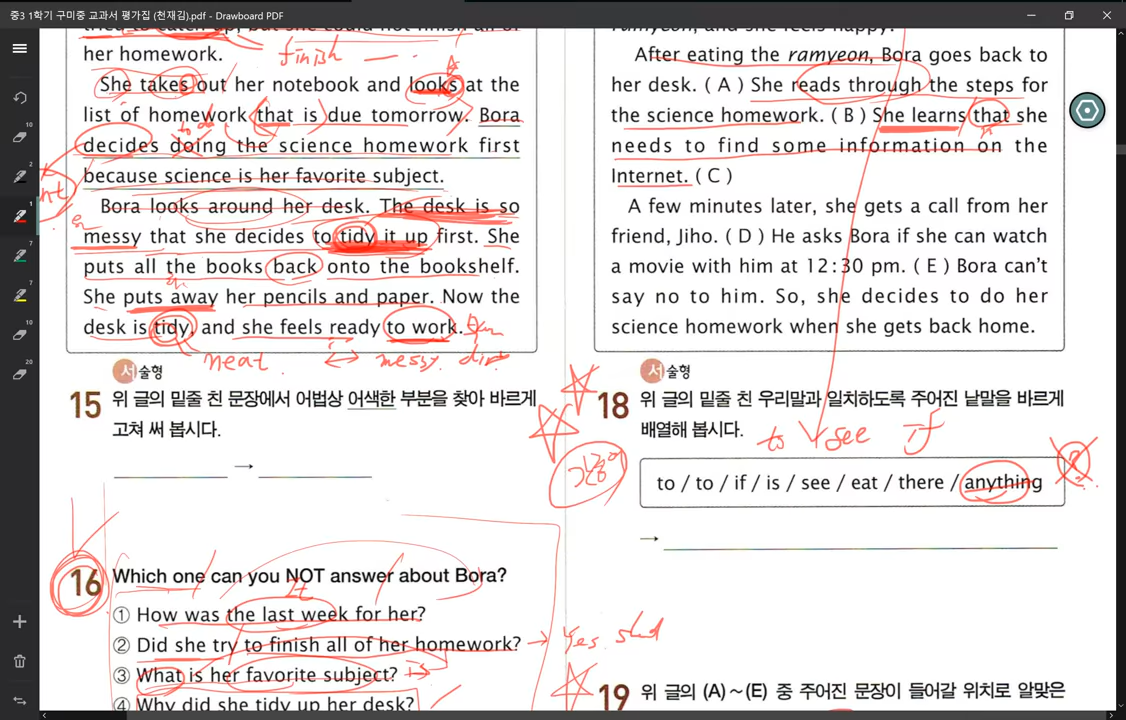 중3 1학기 구미중 교과서 평가집 (천재김).pdf - Drawboard PDF
her homework.
finish
She takes out her notebook and looks at the
list of homework that is due tomorrow. Bora
to do
decides doing the science homework first
because science is her favorite subject.
Bora looks around her desk. The desk is so
messy that she decides to tidy it up first. She
puts all the books back onto the bookshelf.
She puts away her pencils and paper. Now the
desk is tidy, and she feels ready to work.
neat ↔ messy
서술형
15 위 글의 밑줄 친 문장에서 어법상 어색한 부분을 찾아 바르게
고쳐 써 봅시다.
→
16 Which one can you NOT answer about Bora?
It
① How was the last week for her?
② Did she try to finish all of her homework? → Yes. she
③ What is her favorite subject?
④ Why did she tidy up her desk?
ramyeon, and she feels happy.
After eating the ramyeon, Bora goes back to
her desk. ( A ) She reads through the steps for
the science homework. ( B ) She learns that she
needs to find some information on the
Internet. ( C )
A few minutes later, she gets a call from her
friend, Jiho. ( D ) He asks Bora if she can watch
a movie with him at 12:30 pm. ( E ) Bora can't
say no to him. So, she decides to do her
science homework when she gets back home.
서술형
18 위 글의 밑줄 친 우리말과 일치하도록 주어진 낱말을 바르게
배열해 봅시다.
to see if
to / to / if / is / see / eat / there / anything
→
19 위 글의 (A)~(E) 중 주어진 문장이 들어갈 위치로 알맞은